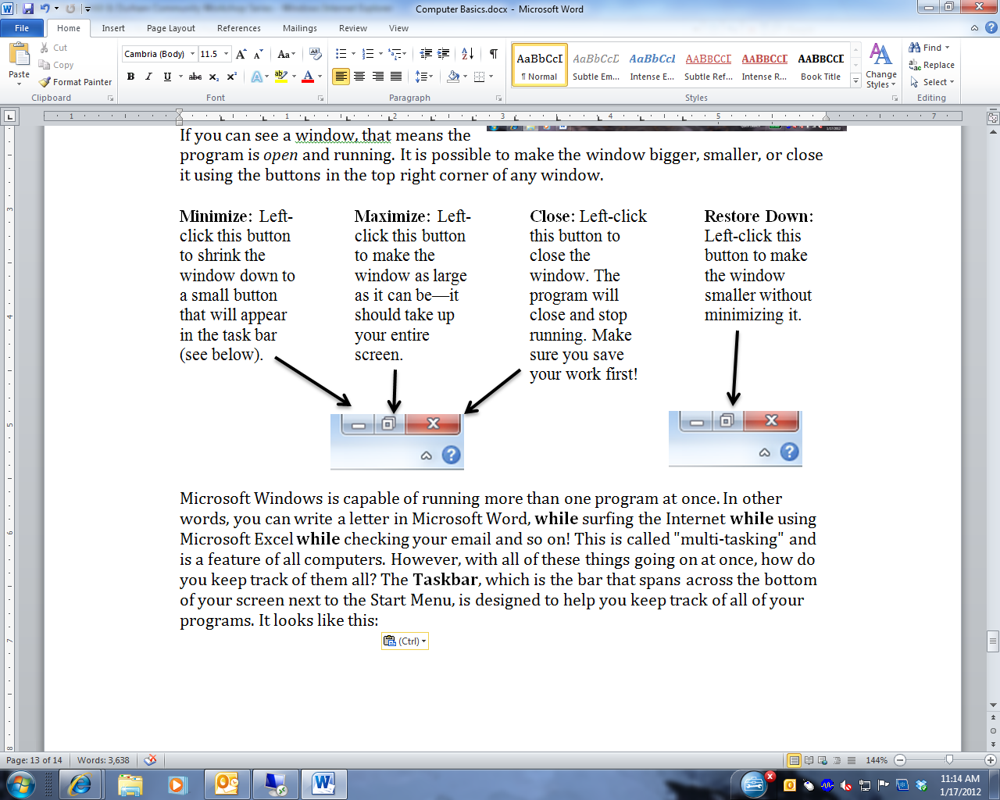 Computer Basics.docx - Microsoft Word
File Home Insert Page Layout References Mailings Review View
Paste
Cut
Copy
Format Painter
Clipboard
Cambria (Body) 11.5
Font
Paragraph
AaBbCcI AaBbCcD AaBbCcI AABBCCD AABBCCD AABBCCD
¶ Normal Subtle Em... Intense E... Subtle Ref... Intense R... Book Title
Change Styles
Styles
Find
Replace
Select
Editing
If you can see a window, that means the
program is open and running. It is possible to make the window bigger, smaller, or close
it using the buttons in the top right corner of any window.
Minimize: Left-
click this button
to shrink the
window down to
a small button
that will appear
in the task bar
(see below).
Maximize: Left-
click this button
to make the
window as large
as it can be—it
should take up
your entire
screen.
Close: Left-click
this button to
close the
window. The
program will
close and stop
running. Make
sure you save
your work first!
Restore Down:
Left-click this
button to make
the window
smaller without
minimizing it.
Microsoft Windows is capable of running more than one program at once. In other
words, you can write a letter in Microsoft Word, while surfing the Internet while using
Microsoft Excel while checking your email and so on! This is called "multi-tasking" and
is a feature of all computers. However, with all of these things going on at once, how do
you keep track of them all? The Taskbar, which is the bar that spans across the bottom
of your screen next to the Start Menu, is designed to help you keep track of all of your
programs. It looks like this:
(Ctrl)
Page: 13 of 14 Words: 3,638 144%
11:14 AM
1/17/2012